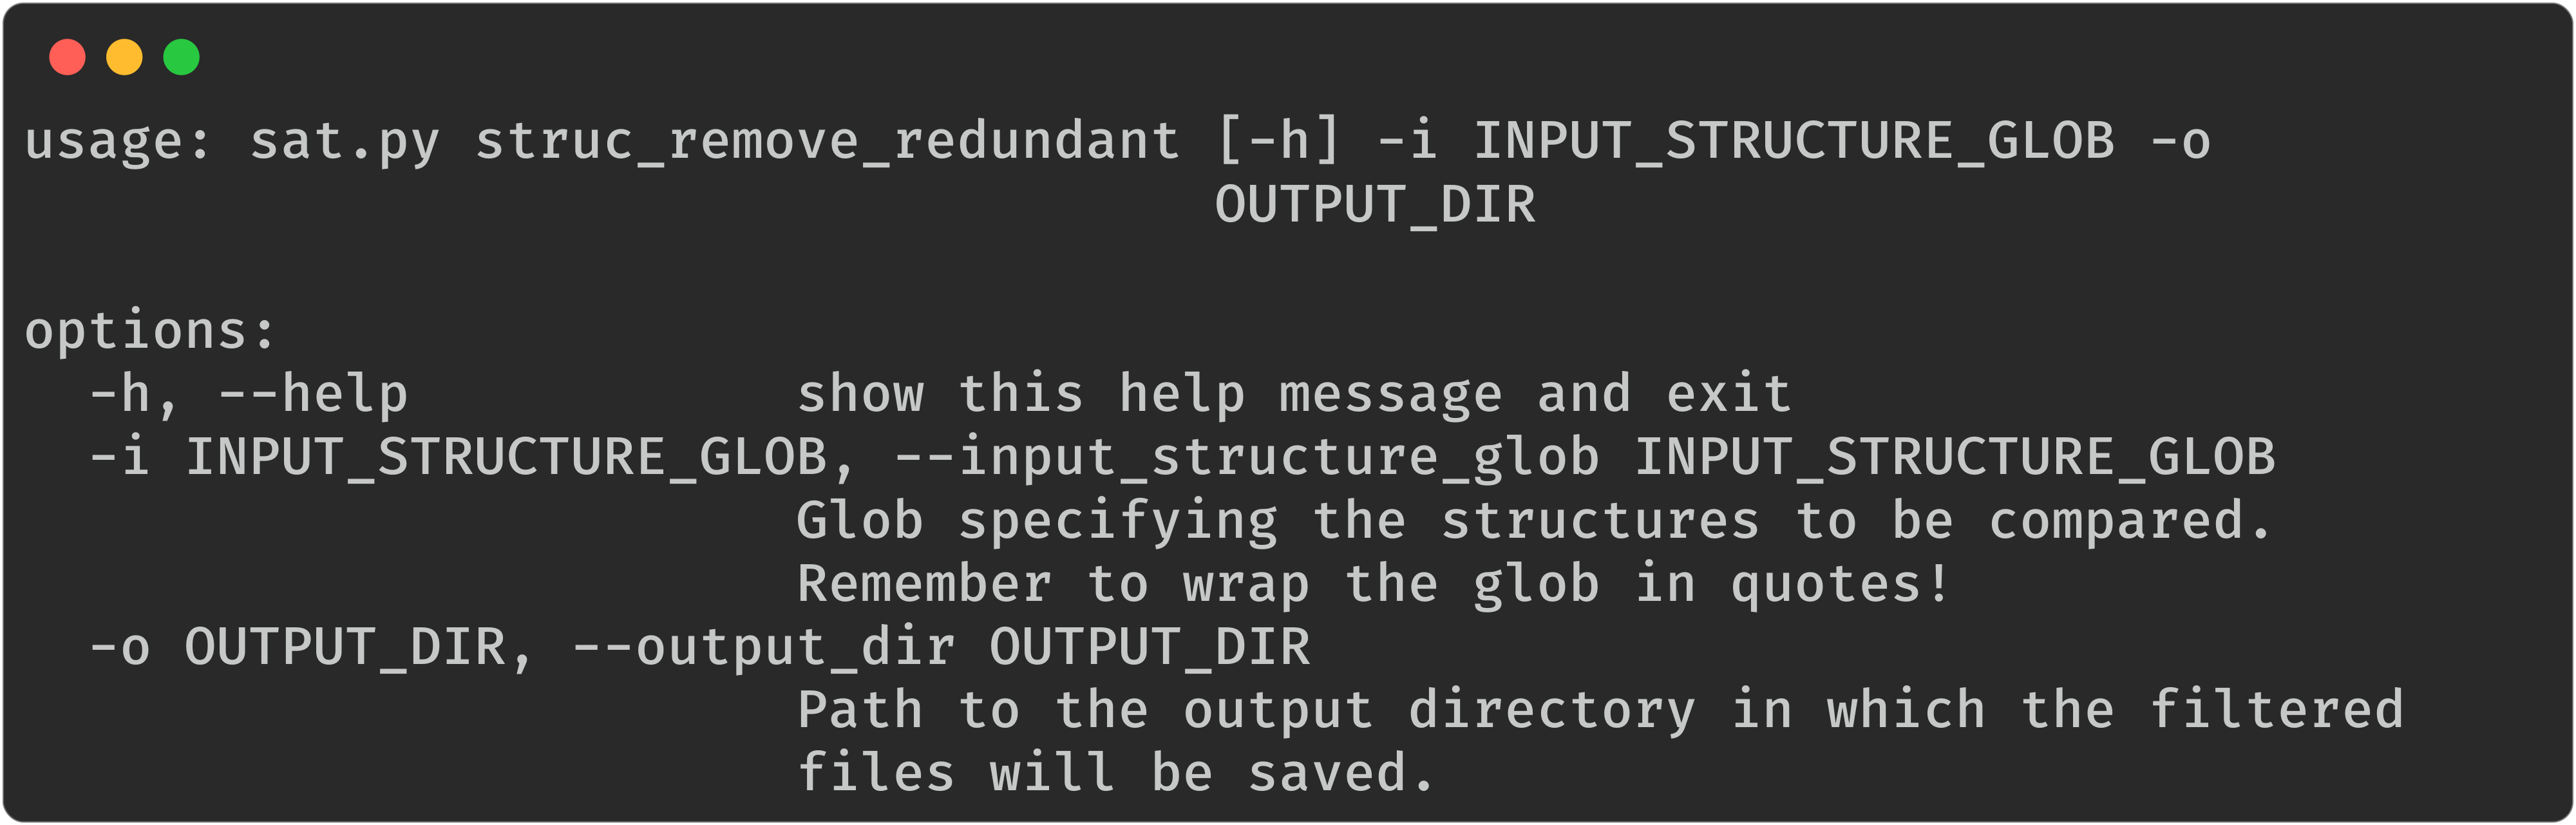 usage: sat.py struc_remove_redundant [-h] -i INPUT_STRUCTURE_GLOB -o
OUTPUT_DIR
options:
-h, --help show this help message and exit
-i INPUT_STRUCTURE_GLOB, --input_structure_glob INPUT_STRUCTURE_GLOB
Glob specifying the structures to be compared.
Remember to wrap the glob in quotes!
-o OUTPUT_DIR, --output_dir OUTPUT_DIR
Path to the output directory in which the filtered
files will be saved.